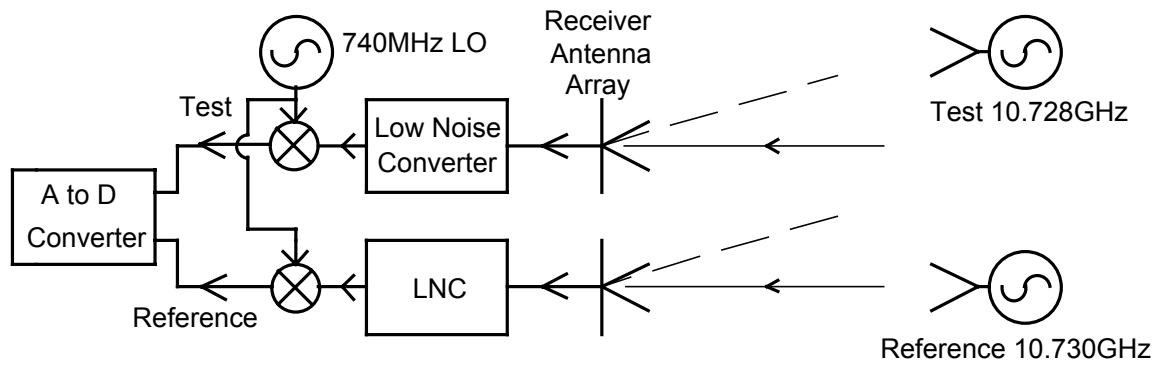 740MHz LO
Receiver
Antenna
Array
Test
Test 10.728GHz
Low Noise
Converter
A to D
Converter
LNC
Reference
Reference 10.730GHz